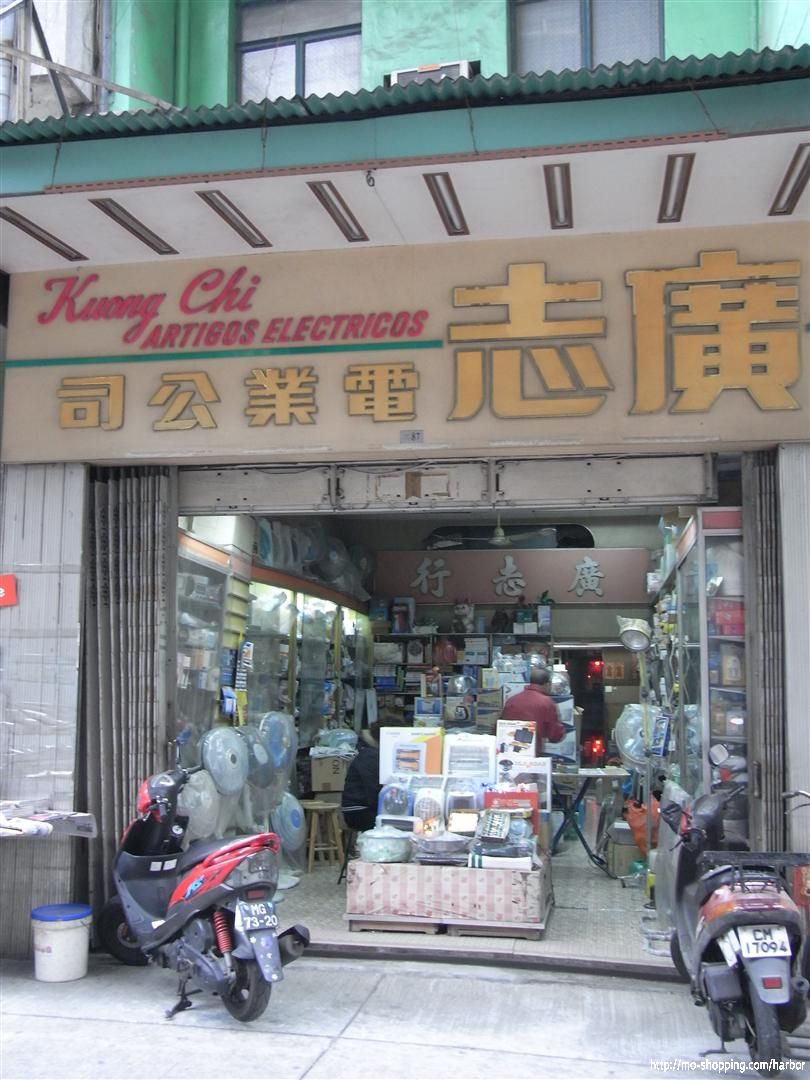 Kuong Chi
ARTIGOS ELECTRICOS
廣志
電業公司
87
廣志行
MG
73-20
CM
17094
http://mo-shopping.com/harbor